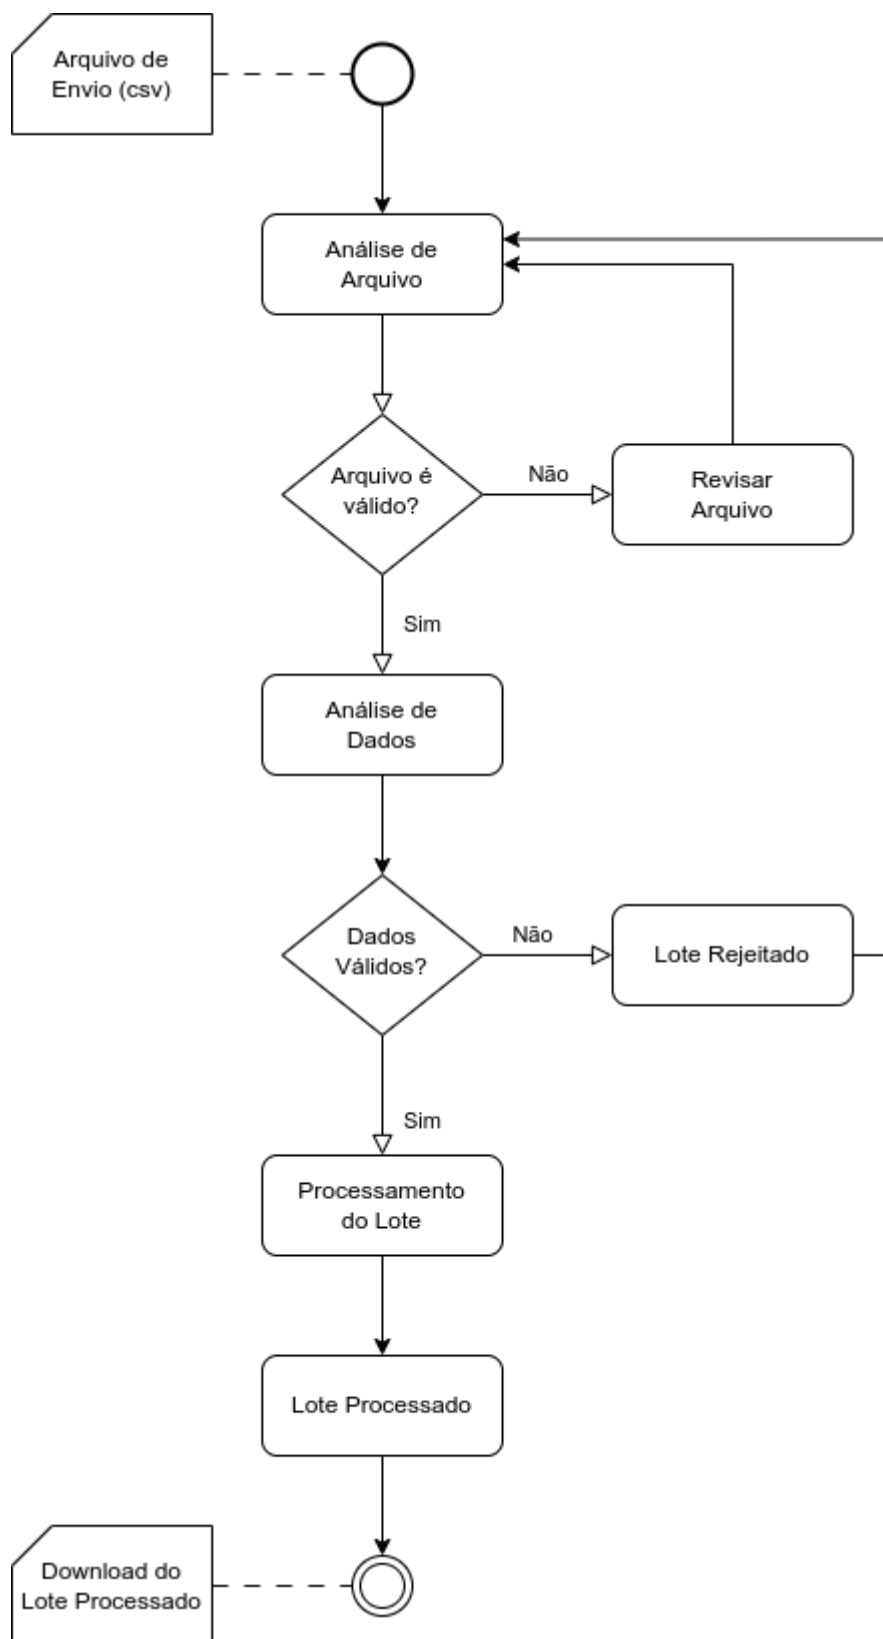 Arquivo de
Envio (csv)
Análise de
Arquivo
Arquivo é
válido?
Não
Revisar
Arquivo
Sim
Análise de
Dados
Dados
Válidos?
Não
Lote Rejeitado
Sim
Processamento
do Lote
Lote Processado
Download do
Lote Processado